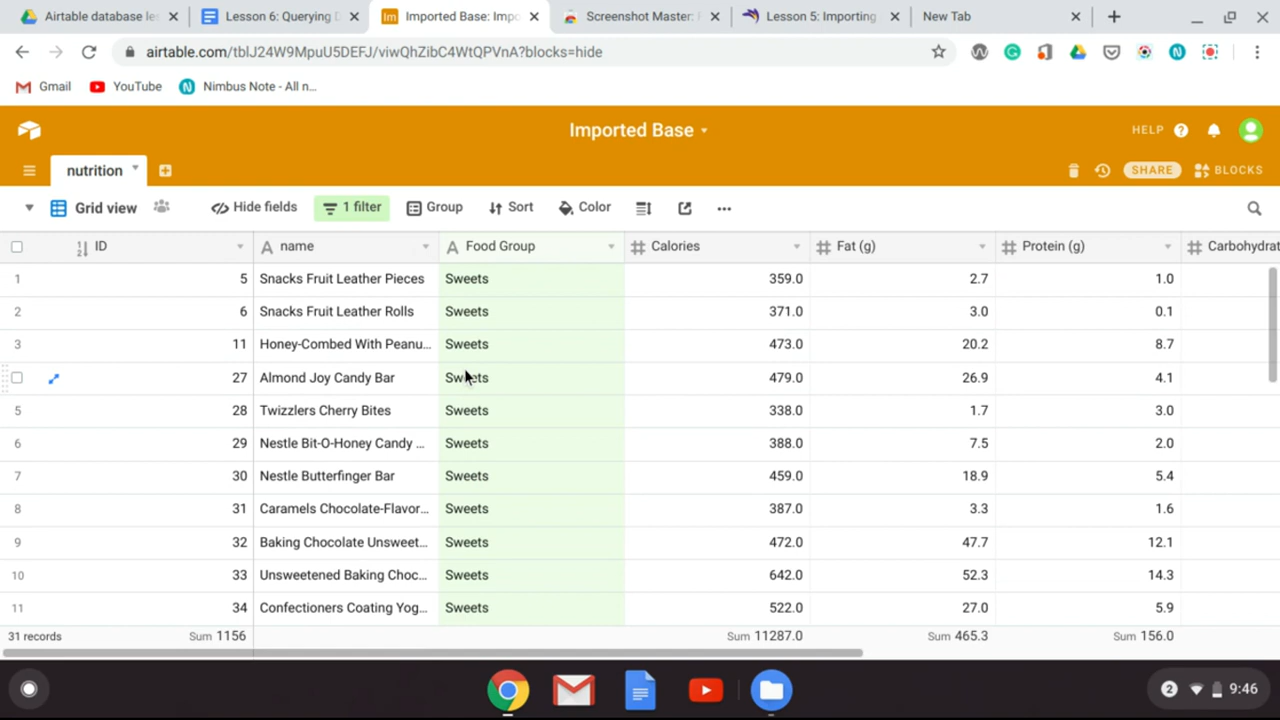 Airtable database le
Lesson 6: Querying D
Imported Base: Impo
Screenshot Master: F
Lesson 5: Importing
New Tab
airtable.com/tblJ24W9MpuU5DEFJ/viwQhZibC4WtQPVnA?blocks=hide
Gmail
YouTube
Nimbus Note - All n...
Imported Base
HELP
nutrition
SHARE
BLOCKS
Grid view
Hide fields
1 filter
Group
Sort
Color
ID name Food Group Calories Fat (g) Protein (g) Carbohydrat
1 5 Snacks Fruit Leather Pieces Sweets 359.0 2.7 1.0
2 6 Snacks Fruit Leather Rolls Sweets 371.0 3.0 0.1
3 11 Honey-Combed With Peanu... Sweets 473.0 20.2 8.7
27 Almond Joy Candy Bar Sweets 479.0 26.9 4.1
5 28 Twizzlers Cherry Bites Sweets 338.0 1.7 3.0
6 29 Nestle Bit-O-Honey Candy ... Sweets 388.0 7.5 2.0
7 30 Nestle Butterfinger Bar Sweets 459.0 18.9 5.4
8 31 Caramels Chocolate-Flavor... Sweets 387.0 3.3 1.6
9 32 Baking Chocolate Unsweet... Sweets 472.0 47.7 12.1
10 33 Unsweetened Baking Choc... Sweets 642.0 52.3 14.3
11 34 Confectioners Coating Yog... Sweets 522.0 27.0 5.9
31 records Sum 1156 Sum 11287.0 Sum 465.3 Sum 156.0
2 9:46